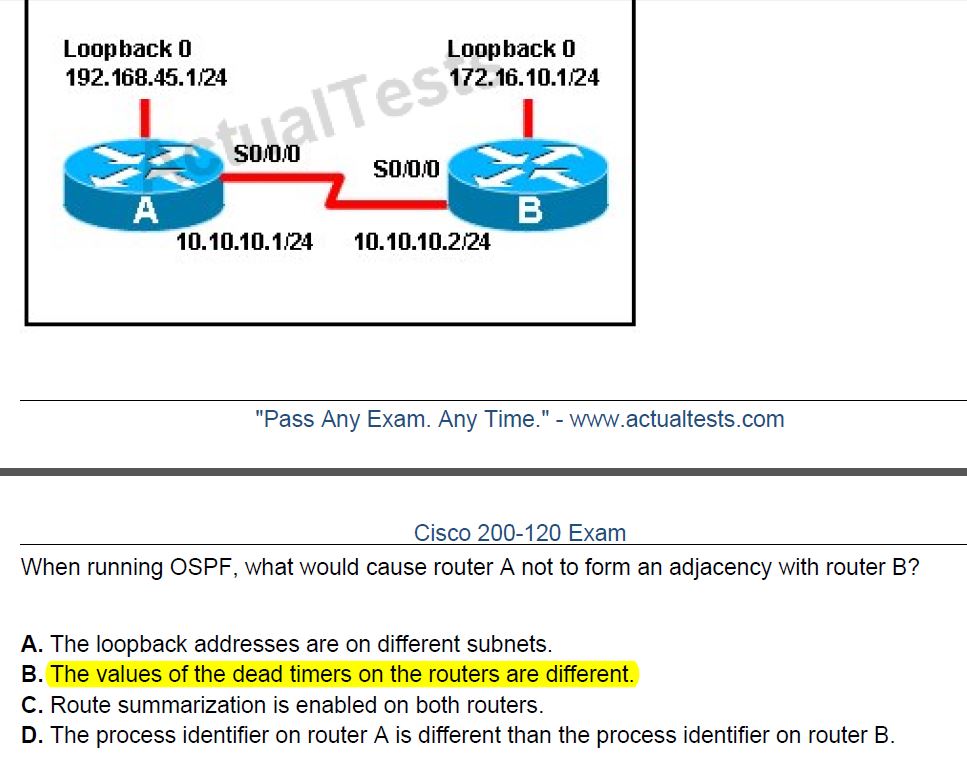 Loopback 0
192.168.45.1/24
Loopback 0
172.16.10.1/24
ActualTests
S0/0/0
S0/0/0
A
B
10.10.10.1/24
10.10.10.2/24
"Pass Any Exam. Any Time." - www.actualtests.com
Cisco 200-120 Exam
When running OSPF, what would cause router A not to form an adjacency with router B?
A. The loopback addresses are on different subnets.
B. The values of the dead timers on the routers are different.
C. Route summarization is enabled on both routers.
D. The process identifier on router A is different than the process identifier on router B.